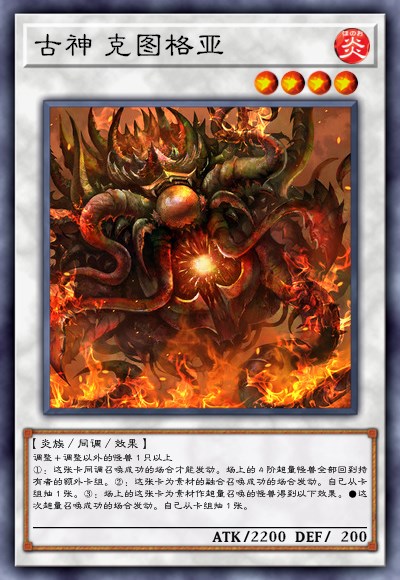 古神 克图格亚
ほのお
炎
【炎族／同调／效果】
调整＋调整以外的怪兽1只以上
①：这张卡同调召唤成功的场合才能发动。场上的4阶超量怪兽全部回到持
有者的额外卡组。②：这张卡为素材的融合召唤成功的场合发动。自己从卡
组抽1张。③：场上的这张卡为素材作超量召唤的怪兽得到以下效果。●这
次超量召唤成功的场合发动。自己从卡组抽1张。
ATK/2200 DEF/ 200